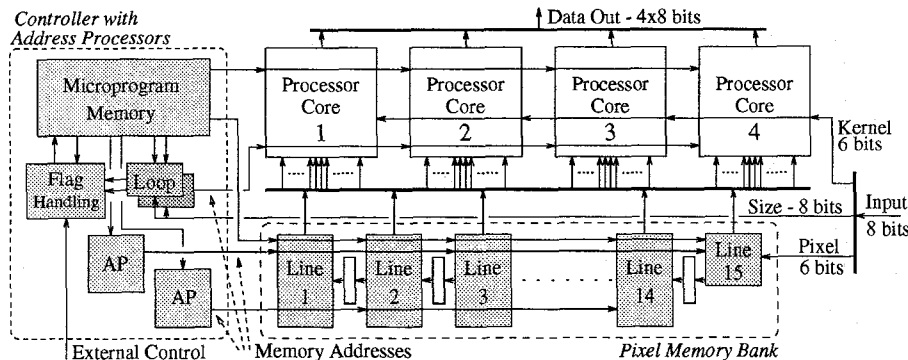 Controller with
Address Processors
Data Out - 4x8 bits
Microprogram
Memory
Processor
Core
1
Processor
Core
2
Processor
Core
3
Processor
Core
4
Kernel
6 bits
Flag
Handling
Loop
Size - 8 bits
Input
8 bits
AP
AP
Line
1
Line
2
Line
3
Line
14
Line
15
Pixel
6 bits
External Control
Memory Addresses
Pixel Memory Bank